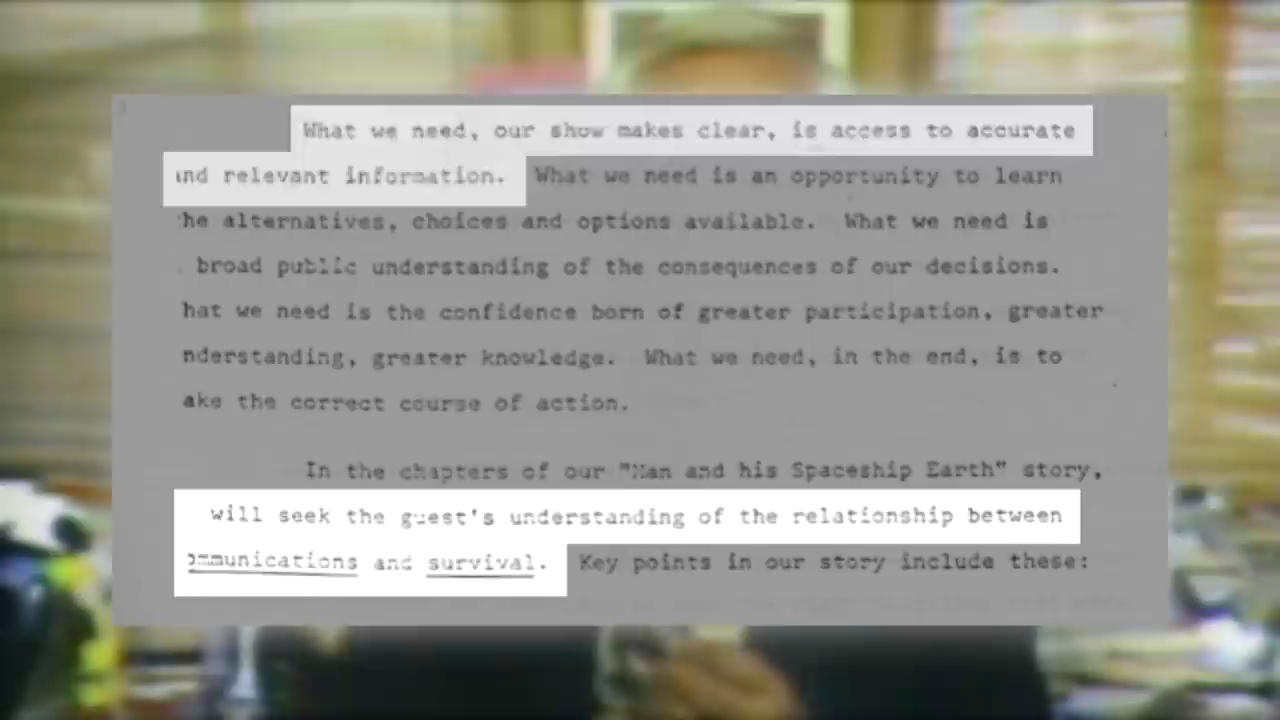 What we need, our show makes clear, is access to accurate
and relevant information. What we need is an opportunity to learn
he alternatives, choices and options available. What we need is
broad public understanding of the consequences of our decisions.
hat we need is the confidence born of greater participation, greater
nderstanding, greater knowledge. What we need, in the end, is to
ake the correct course of action.
In the chapters of our "Man and his Spaceship Earth" story,
will seek the guest's understanding of the relationship between
ommunications and survival. Key points in our story include these: